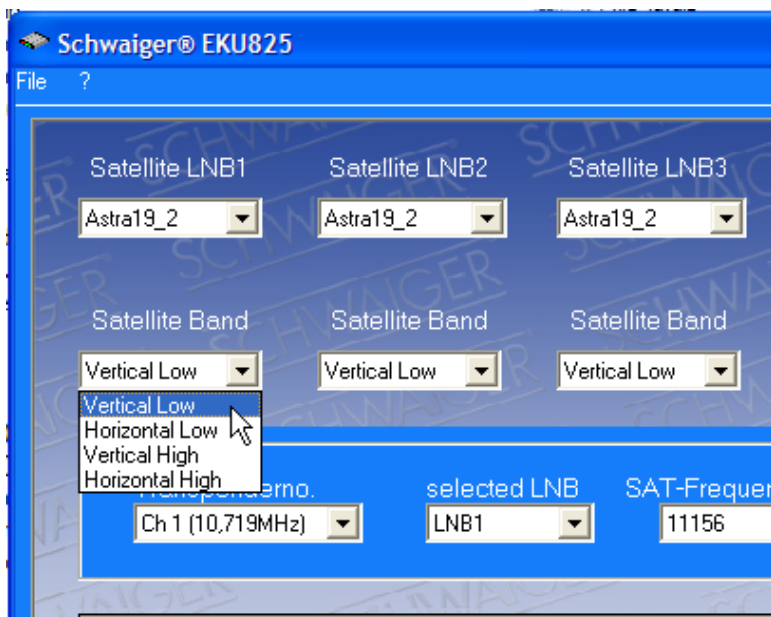 Schwaiger® EKU825
File ?
Satellite LNB1 Satellite LNB2 Satellite LNB3
Astra19_2 Astra19_2 Astra19_2
Satellite Band Satellite Band Satellite Band
Vertical Low Vertical Low Vertical Low
Vertical Low
Horizontal Low
Vertical High
Horizontal High
selected LNB
Ch 1 (10,719MHz) LNB1 11156
SCHWAIGER